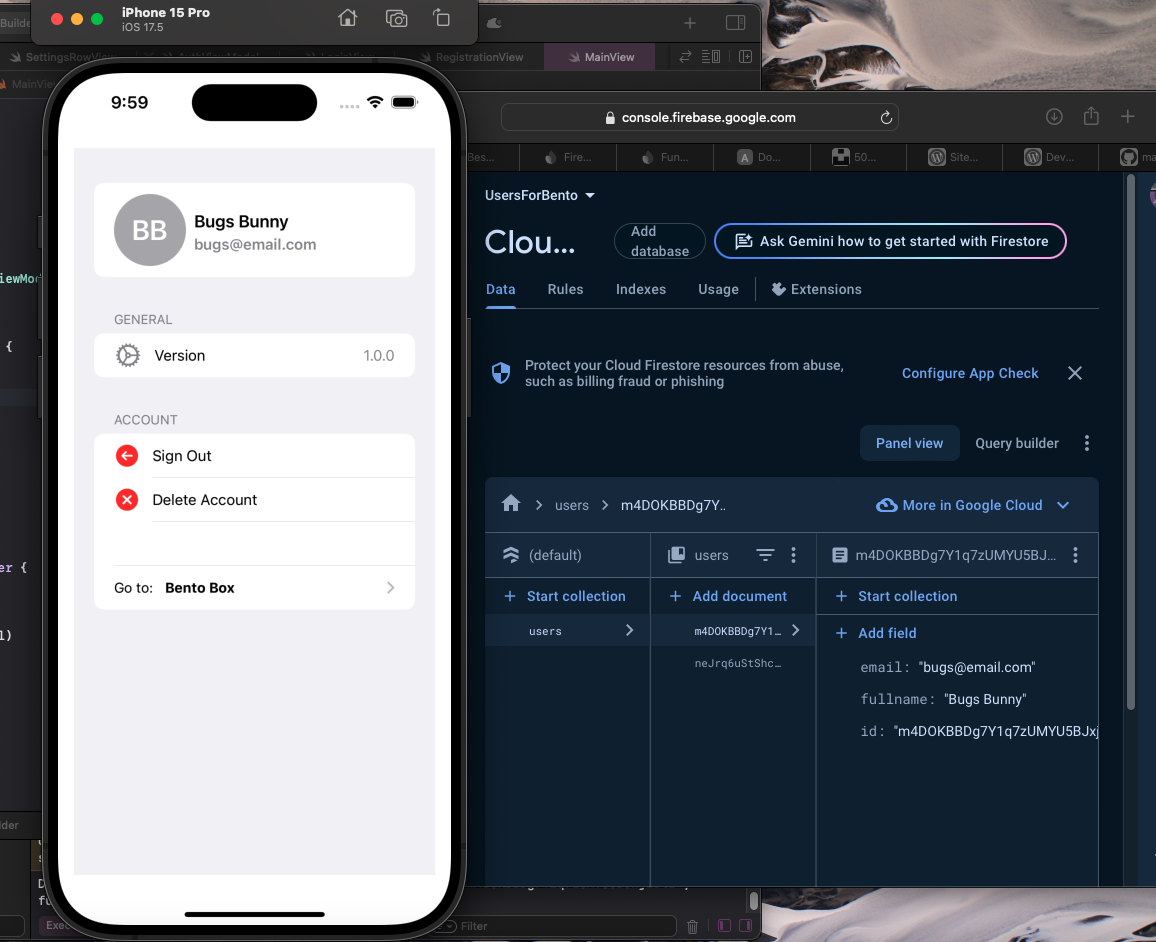 iPhone 15 Pro
iOS 17.5
SettingsRowView
RegistrationView
MainView
MainView
9:59
BB
Bugs Bunny
bugs@email.com
GENERAL
Version
1.0.0
ACCOUNT
Sign Out
Delete Account
Go to: Bento Box
iewMo
{
er {
l)
lder
Filter
console.firebase.google.com
Bes...
Fire...
Fun...
Do...
50...
Site...
Dev...
ma
UsersForBento
Clou...
Add database
Ask Gemini how to get started with Firestore
Data
Rules
Indexes
Usage
Extensions
Protect your Cloud Firestore resources from abuse,
such as billing fraud or phishing
Configure App Check
Panel view
Query builder
users
m4DOKBBDg7Y..
More in Google Cloud
(default)
users
m4DOKBBDg7Y1q7zUMYU5BJ...
Start collection
Add document
Start collection
users
m4DOKBBDg7Y1...
neJrq6uStShc...
Add field
email: "bugs@email.com"
fullname: "Bugs Bunny"
id: "m4DOKBBDg7Y1q7zUMYU5BJxj